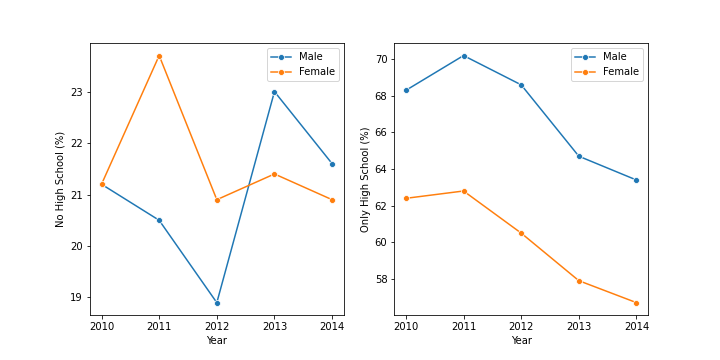 Male
Female
No High School (%)
23
22
21
20
19
2010 2011 2012 2013 2014
Year
Male
Female
Only High School (%)
70
68
66
64
62
60
58
2010 2011 2012 2013 2014
Year